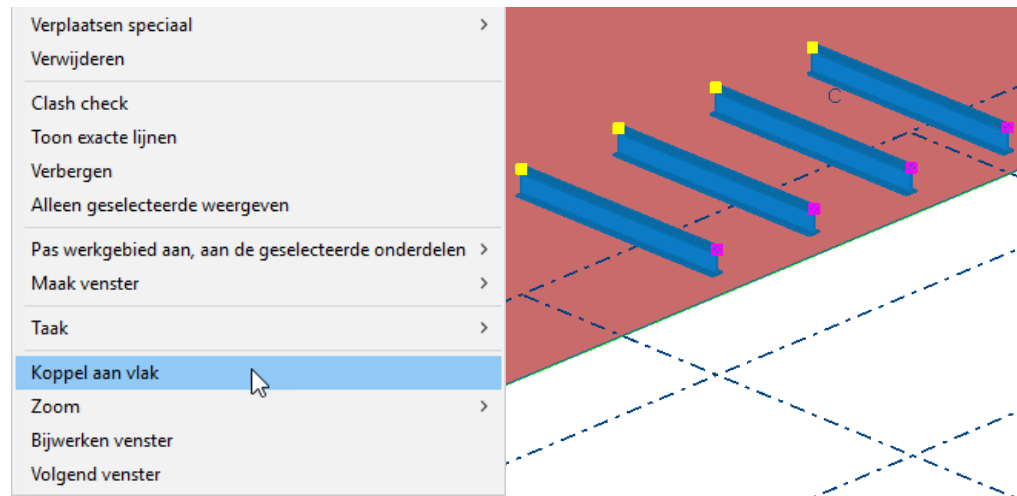 Verplaatsen speciaal
Verwijderen
Clash check
Toon exacte lijnen
Verbergen
Alleen geselecteerde weergeven
Pas werkgebied aan, aan de geselecteerde onderdelen
Maak venster
Taak
Koppel aan vlak
Zoom
Bijwerken venster
Volgend venster
C